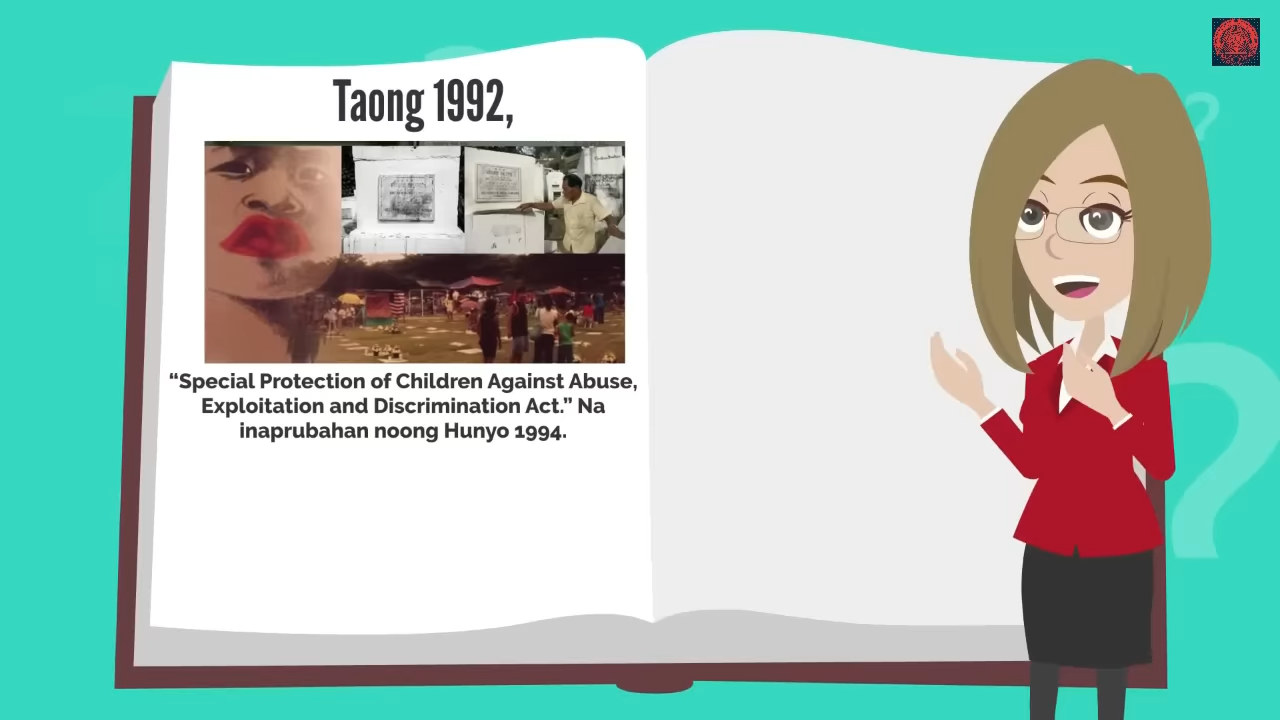 Taong 1992,
“Special Protection of Children Against Abuse,
Exploitation and Discrimination Act.” Na
inaprubahan noong Hunyo 1994.